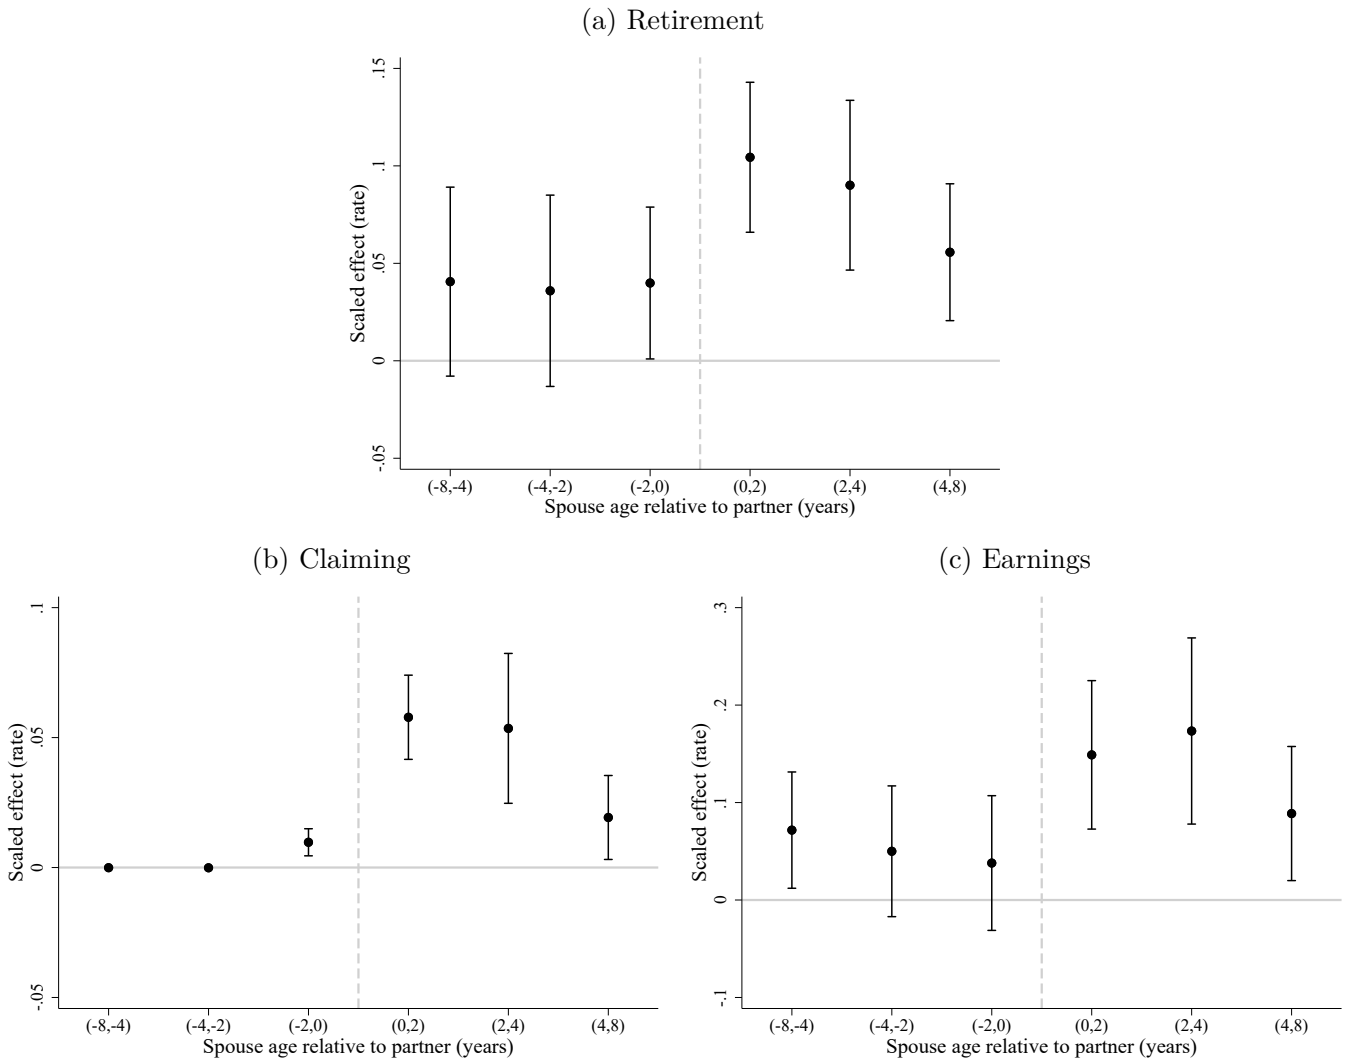 (a) Retirement
Scaled effect (rate)
.15
.1
.05
0
-.05
(-8,-4) (-4,-2) (-2,0) (0,2) (2,4) (4,8)
Spouse age relative to partner (years)
(b) Claiming
Scaled effect (rate)
.1
.05
0
-.05
(-8,-4) (-4,-2) (-2,0) (0,2) (2,4) (4,8)
Spouse age relative to partner (years)
(c) Earnings
Scaled effect (rate)
.3
.2
.1
0
-.1
(-8,-4) (-4,-2) (-2,0) (0,2) (2,4) (4,8)
Spouse age relative to partner (years)